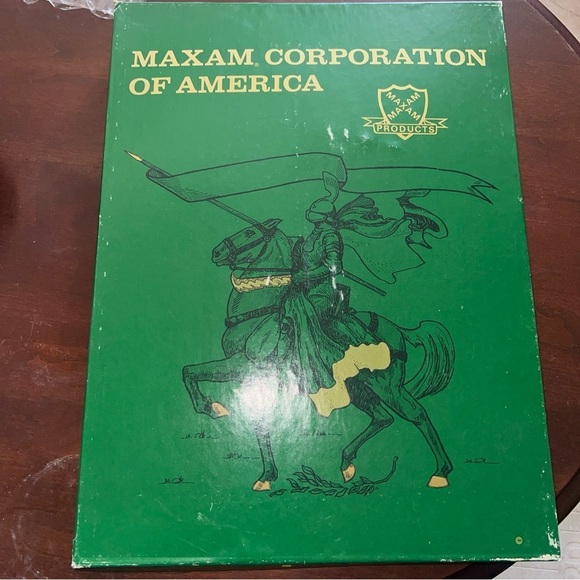 MAXAM® CORPORATION
OF AMERICA
MAXAM
MAXAM
PRODUCTS